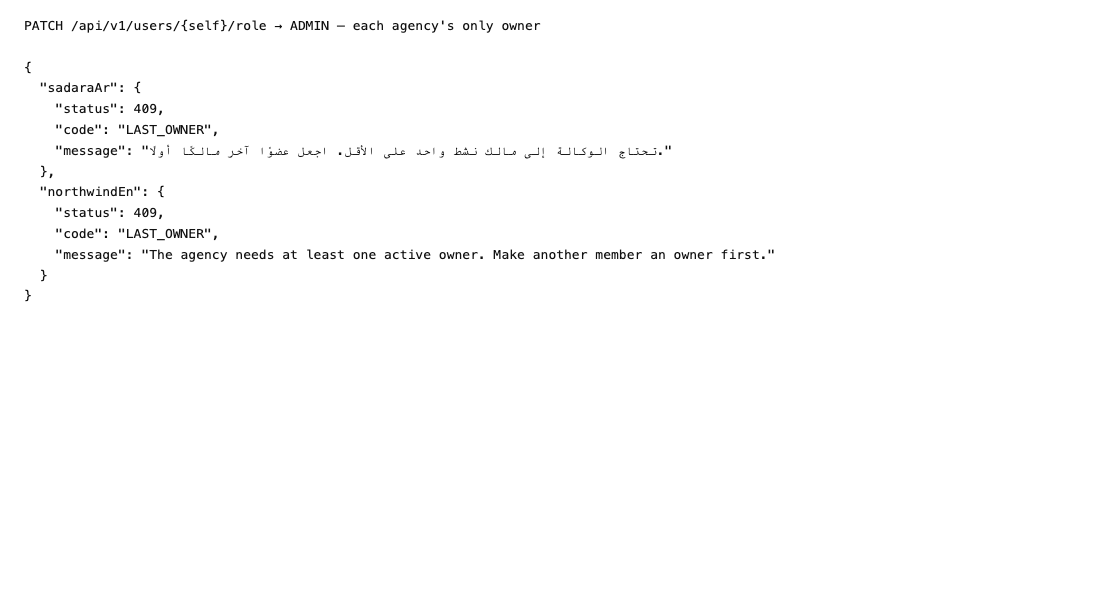 PATCH /api/v1/users/{self}/role → ADMIN — each agency's only owner
{
"sadaraAr": {
"status": 409,
"code": "LAST_OWNER",
"message": "تحتاج الوكالة إلى مالك نشط واحد على الأقل. اجعل عضوًا آخر مالكًا أولًا."
},
"northwindEn": {
"status": 409,
"code": "LAST_OWNER",
"message": "The agency needs at least one active owner. Make another member an owner first."
}
}